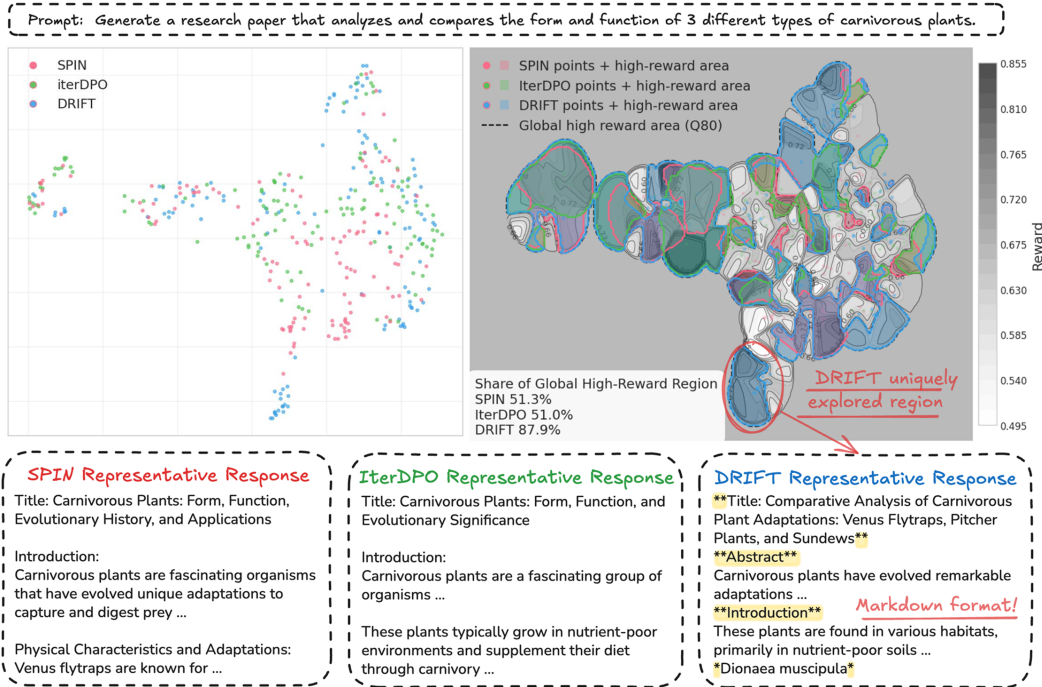 Prompt: Generate a research paper that analyzes and compares the form and function of 3 different types of carnivorous plants.
SPIN
iterDPO
DRIFT
SPIN points + high-reward area
IterDPO points + high-reward area
DRIFT points + high-reward area
Global high reward area (Q80)
Share of Global High-Reward Region
SPIN 51.3%
IterDPO 51.0%
DRIFT 87.9%
DRIFT uniquely
explored region
0.855
0.810
0.765
0.720
0.675
0.630
0.585
0.540
0.495
Reward
SPIN Representative Response
Title: Carnivorous Plants: Form, Function,
Evolutionary History, and Applications
Introduction:
Carnivorous plants are fascinating organisms
that have evolved unique adaptations to
capture and digest prey ...
Physical Characteristics and Adaptations:
Venus flytraps are known for ...
IterDPO Representative Response
Title: Carnivorous Plants: Form, Function, and
Evolutionary Significance
Introduction:
Carnivorous plants are a fascinating group of
organisms ...
These plants typically grow in nutrient-poor
environments and supplement their diet
through carnivory ...
DRIFT Representative Response
**Title: Comparative Analysis of Carnivorous
Plant Adaptations: Venus Flytraps, Pitcher
Plants, and Sundews**
**Abstract**
Carnivorous plants have evolved remarkable
adaptations ...
**Introduction**
Markdown format!
These plants are found in various habitats,
primarily in nutrient-poor soils ...
*Dionaea muscipula*